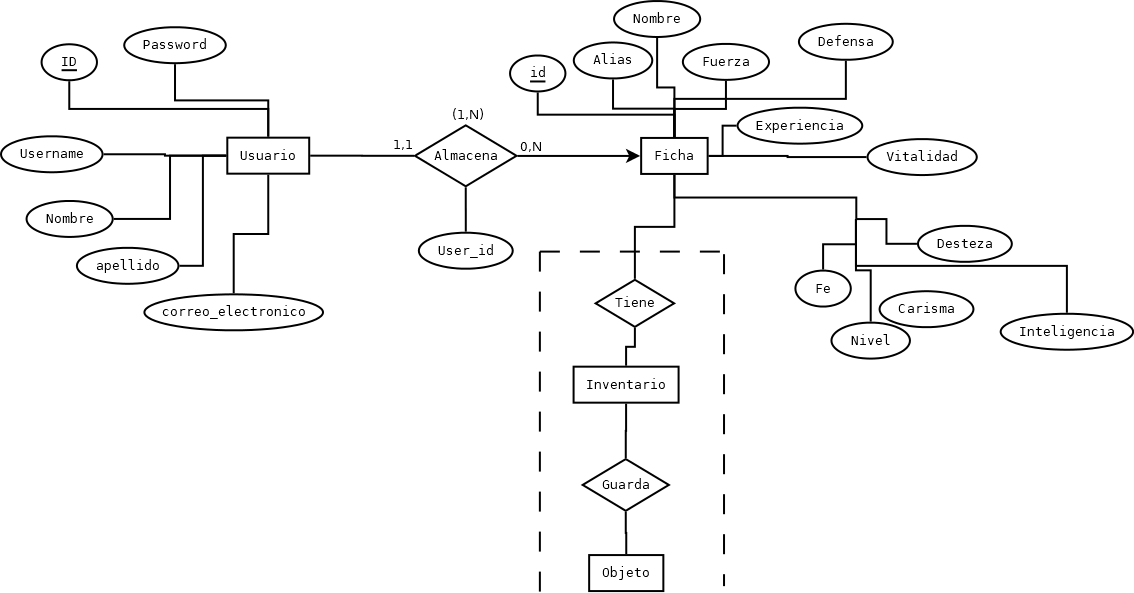 Nombre
Password
Defensa
ID
Alias
Fuerza
id
(1,N)
Experiencia
1,1
0,N
Username
Usuario
Almacena
Ficha
Vitalidad
Nombre
User_id
Desteza
apellido
Fe
Tiene
Carisma
correo_electronico
Nivel
Inteligencia
Inventario
Guarda
Objeto